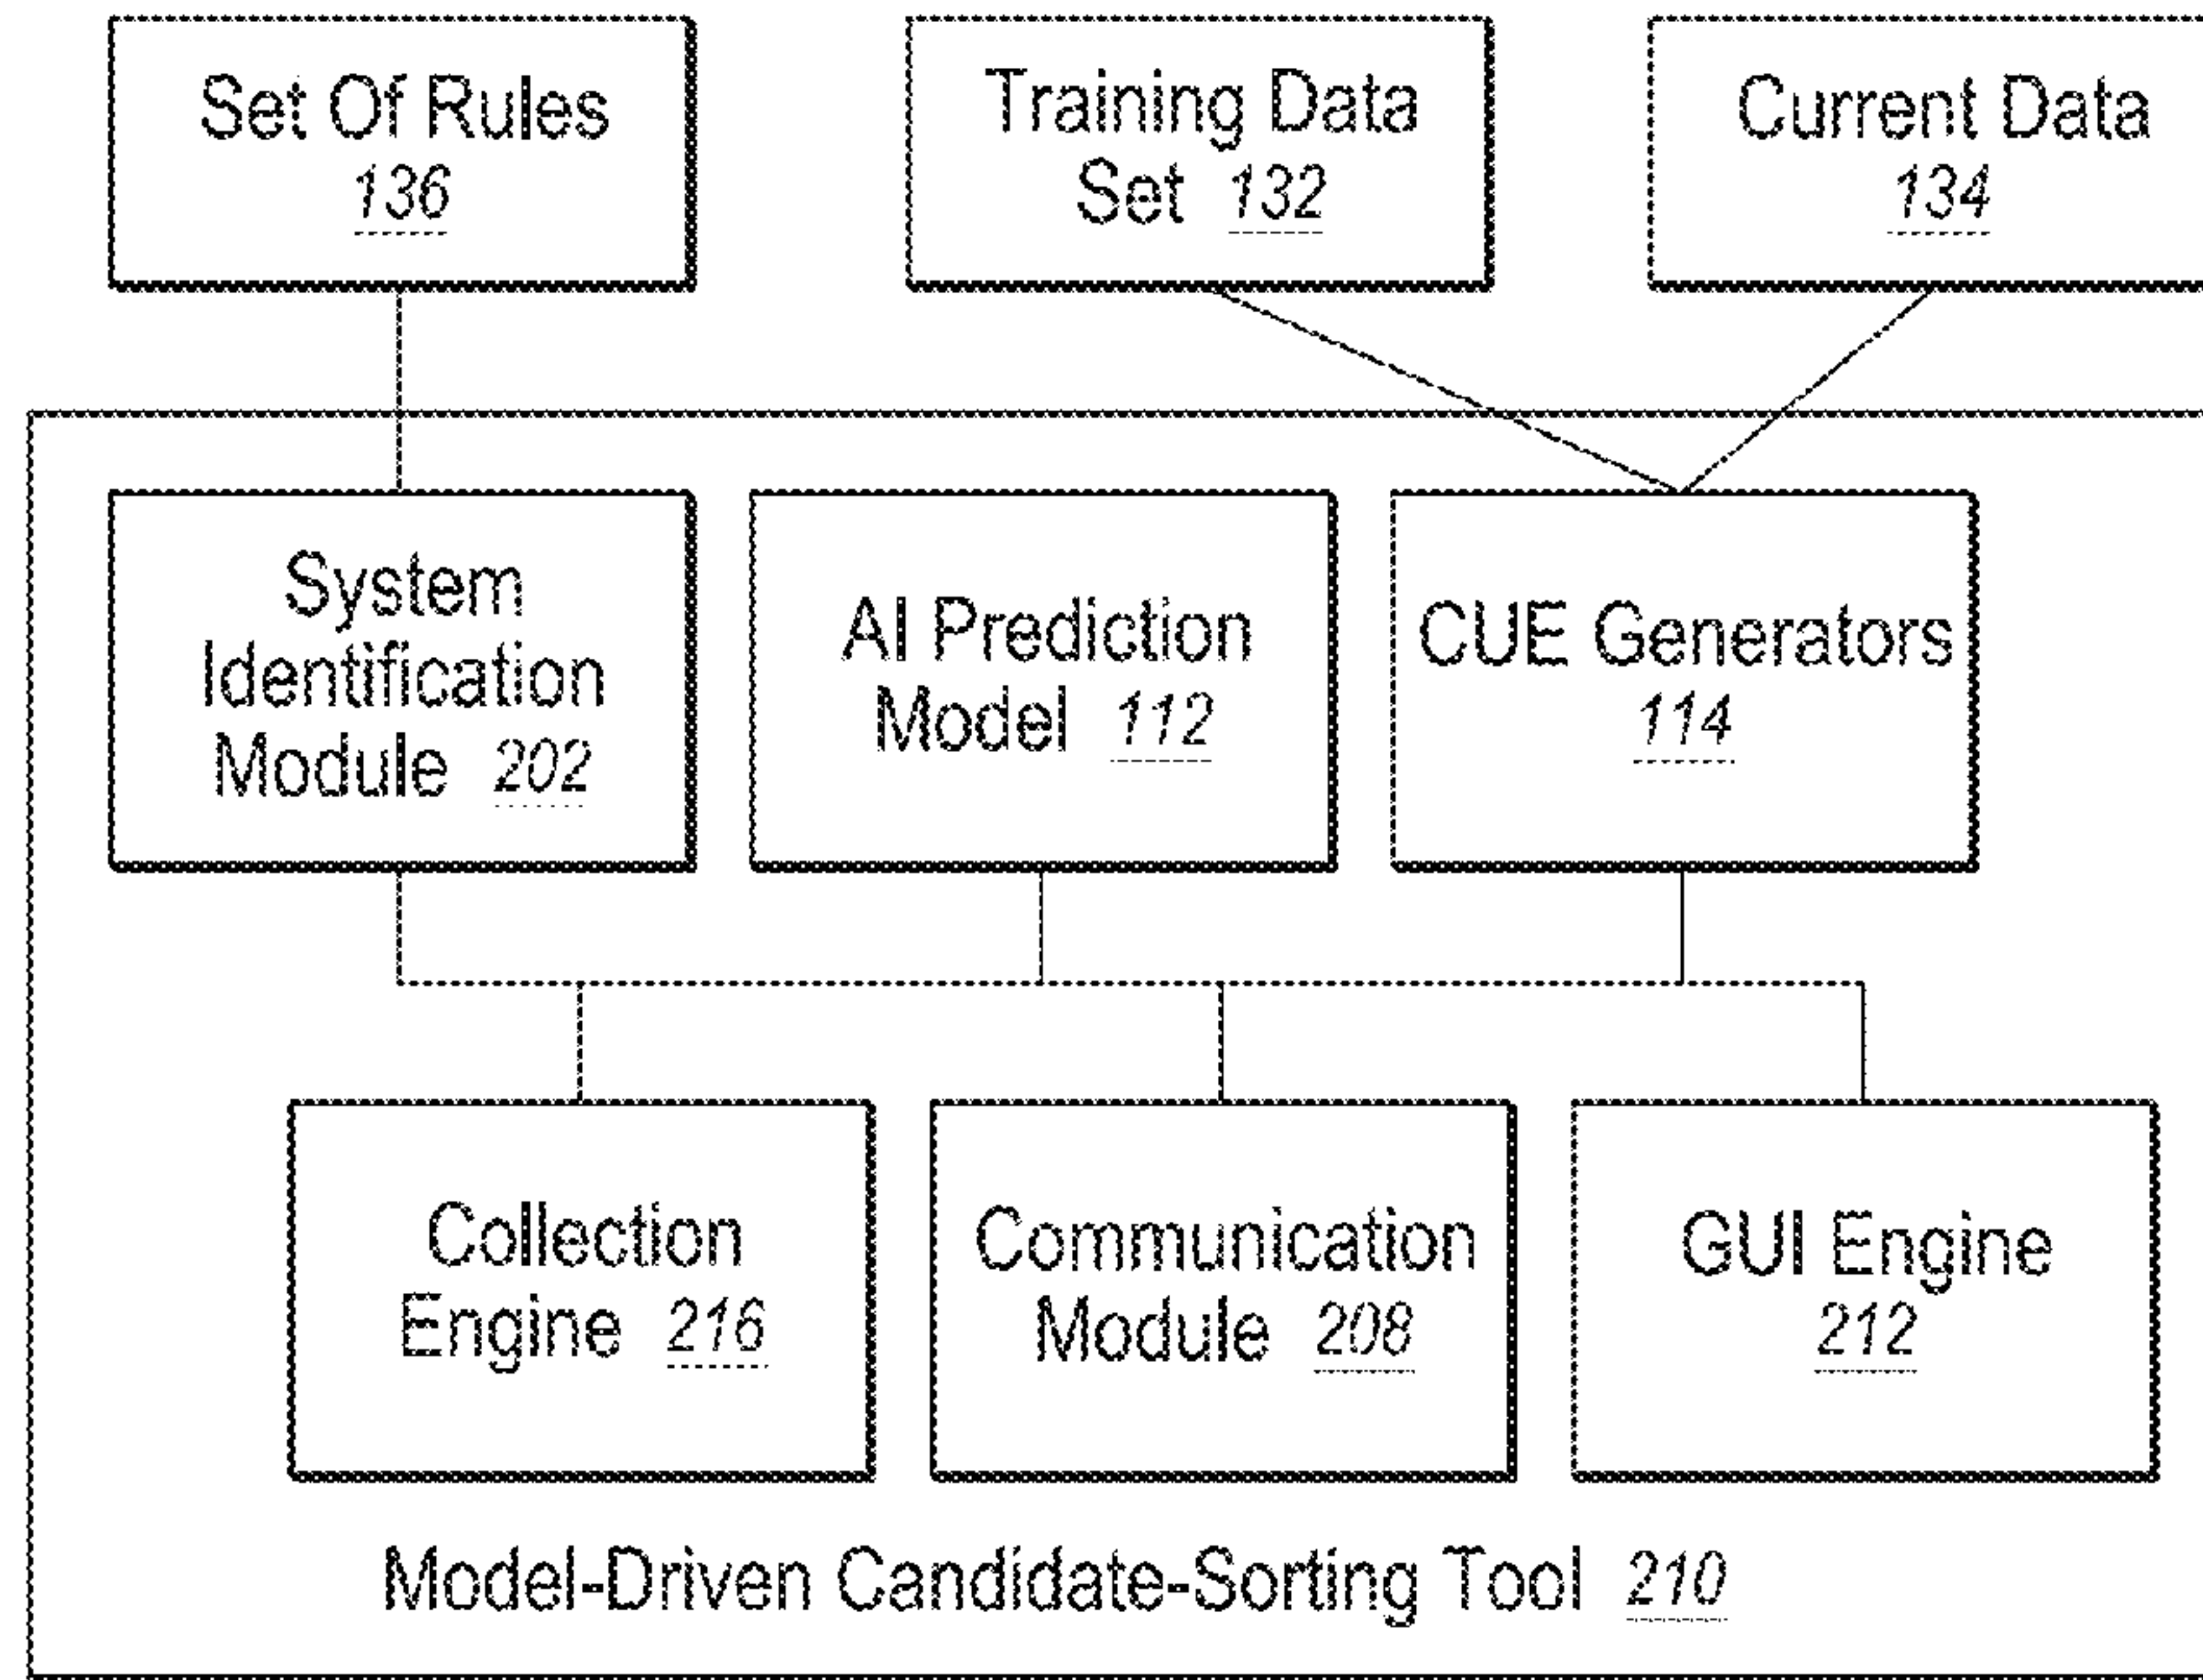 Set Of Rules
136
Training Data
Set 132
Current Data
134
System
Identification
Module 202
AI Prediction
Model 112
CUE Generators
114
Collection
Engine 216
Communication
Module 208
GUI Engine
212
Model-Driven Candidate-Sorting Tool 210